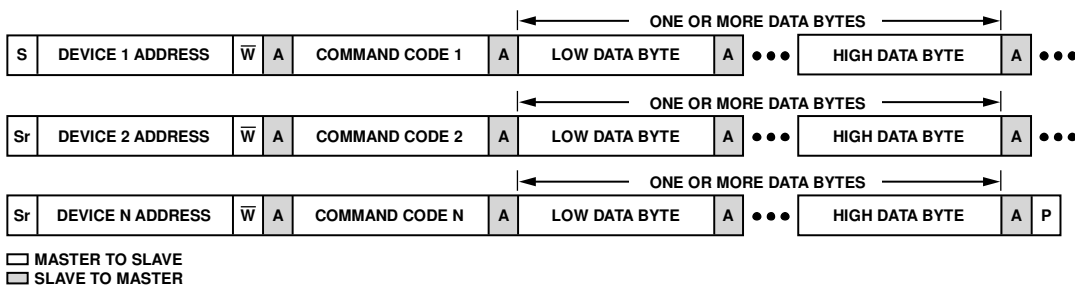 ONE OR MORE DATA BYTES
S DEVICE 1 ADDRESS W̅ A COMMAND CODE 1 A LOW DATA BYTE A ••• HIGH DATA BYTE A •••
ONE OR MORE DATA BYTES
Sr DEVICE 2 ADDRESS W̅ A COMMAND CODE 2 A LOW DATA BYTE A ••• HIGH DATA BYTE A •••
ONE OR MORE DATA BYTES
Sr DEVICE N ADDRESS W̅ A COMMAND CODE N A LOW DATA BYTE A ••• HIGH DATA BYTE A P
MASTER TO SLAVE
SLAVE TO MASTER